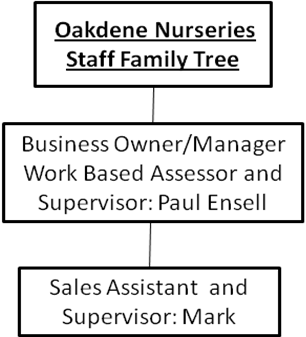 Oakdene Nurseries
Staff Family Tree
Business Owner/Manager
Work Based Assessor and
Supervisor: Paul Ensell
Sales Assistant and
Supervisor: Mark